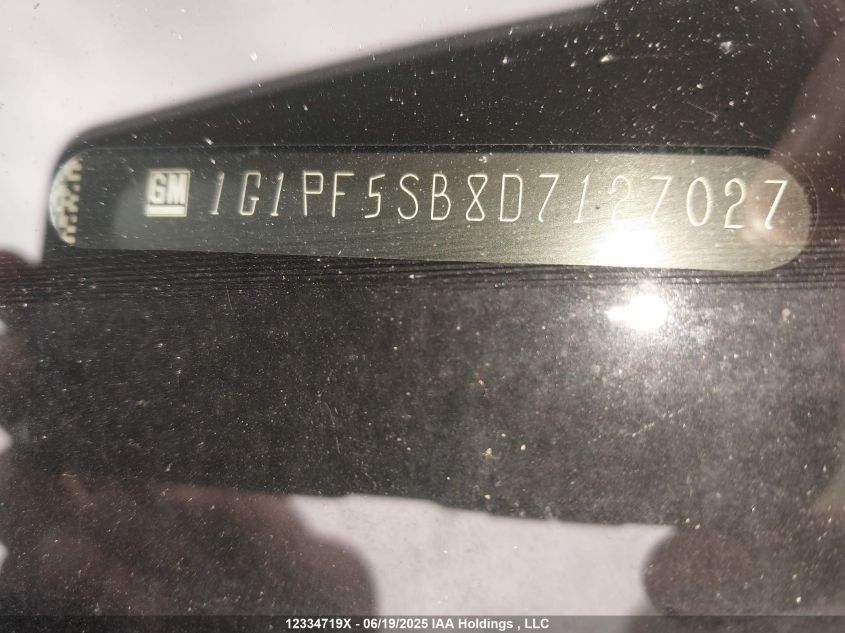 GM 1G1PF5SB8D7127027
12334719X - 06/19/2025 IAA Holdings , LLC